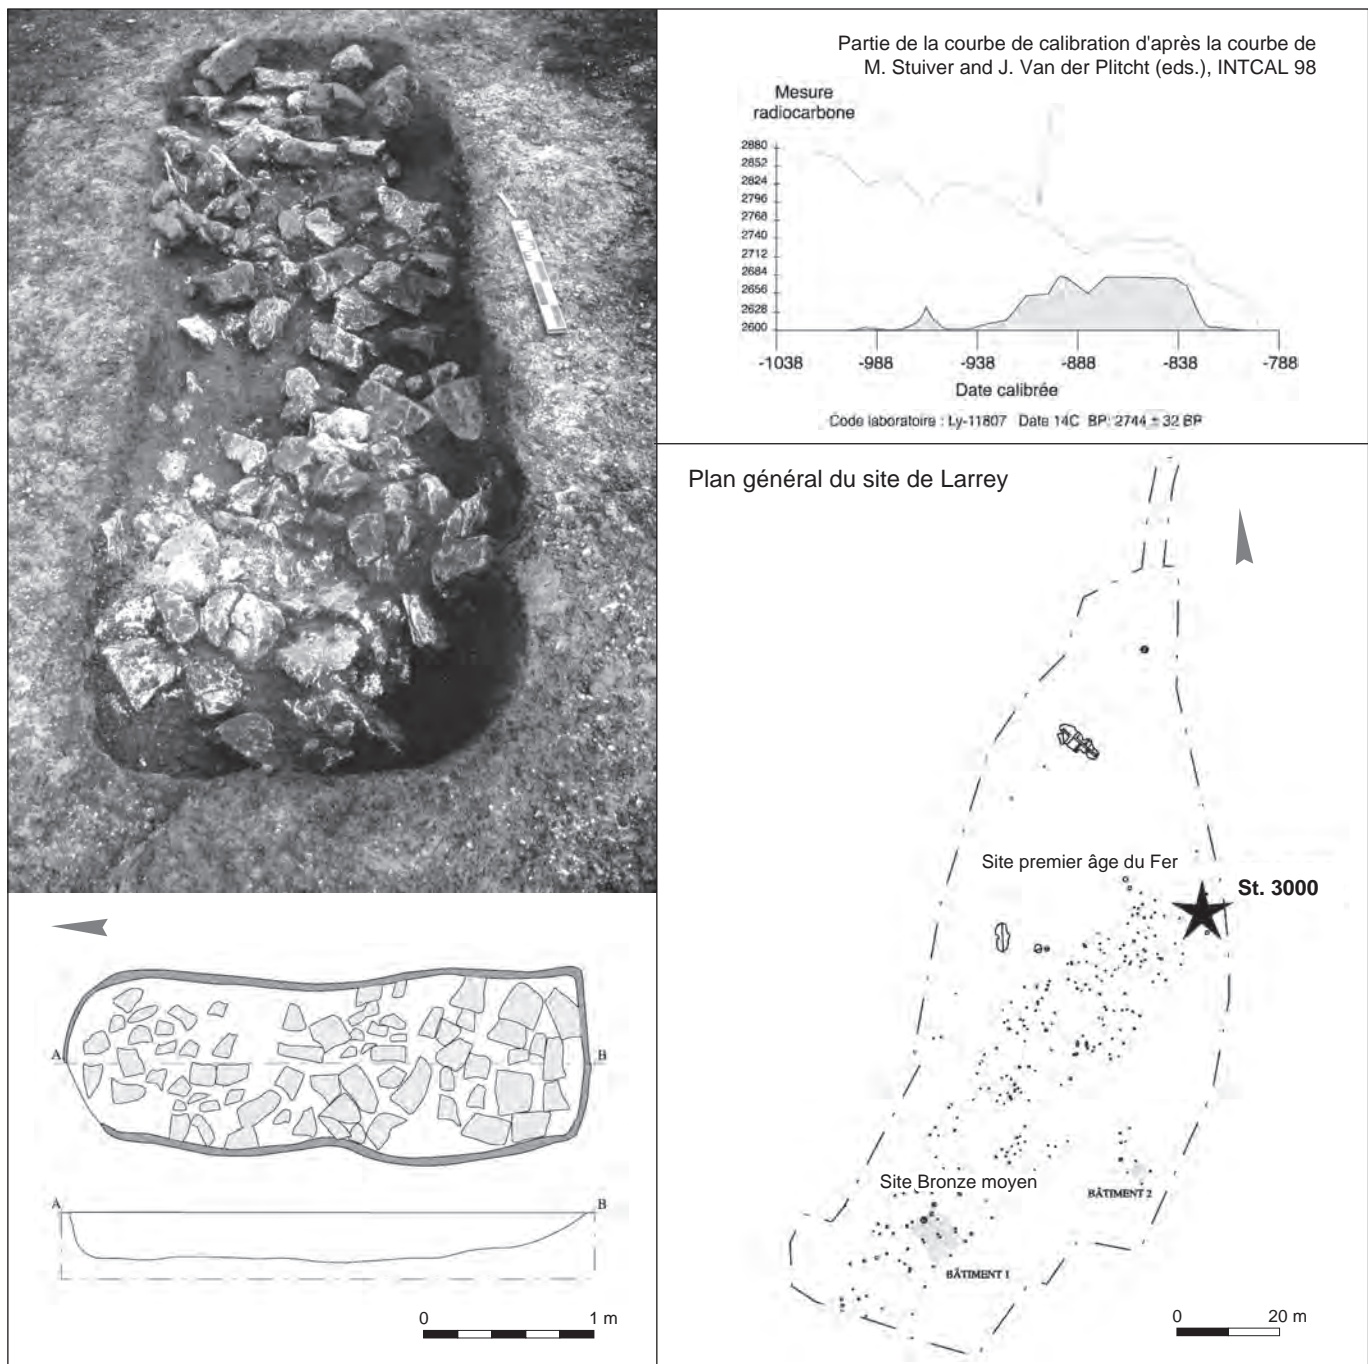 Partie de la courbe de calibration d'après la courbe de
M. Stuiver and J. Van der Plitcht (eds.), INTCAL 98
Mesure
radiocarbone
2880
2852
2824
2796
2768
2740
2712
2684
2656
2628
2600
-1038 -988 -938 -888 -838 -788
Date calibrée
Code laboratoire : Ly-11807 Date 14C BP: 2744 ± 32 BP
Plan général du site de Larrey
Site premier âge du Fer
St. 3000
Site Bronze moyen
BÂTIMENT 2
BÂTIMENT 1
0 20 m
A B
A B
0 1 m